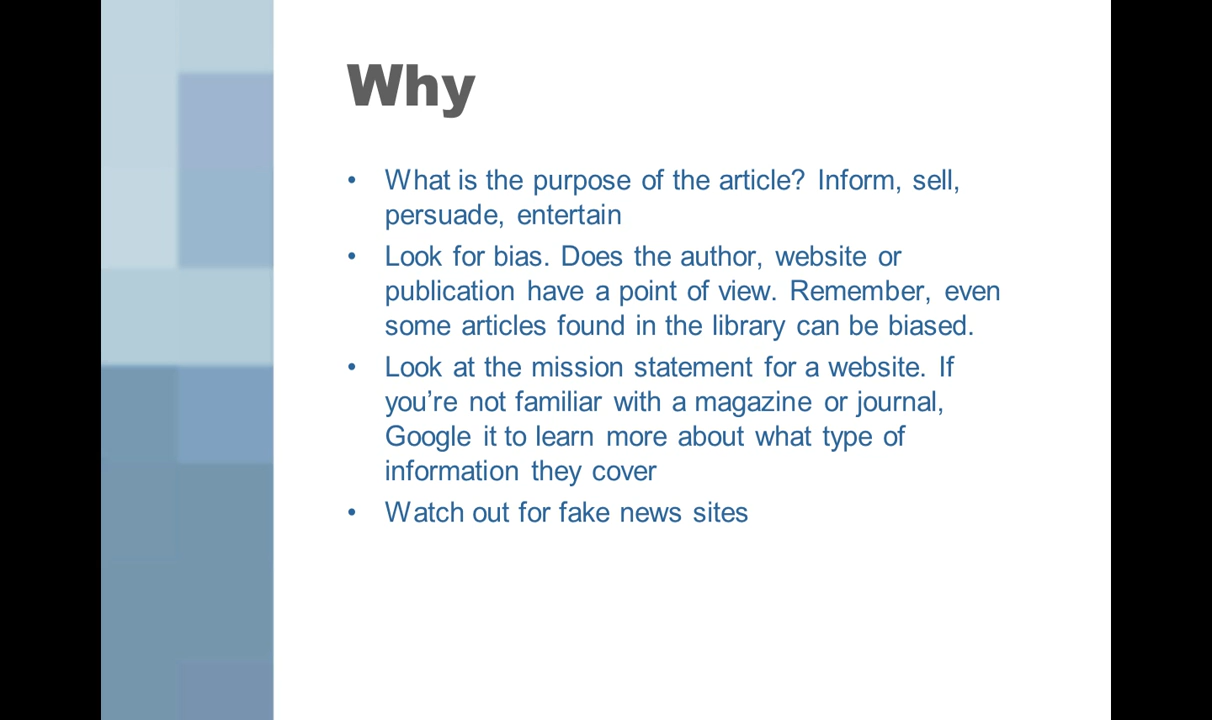 Why
• What is the purpose of the article? Inform, sell,
persuade, entertain
• Look for bias. Does the author, website or
publication have a point of view. Remember, even
some articles found in the library can be biased.
• Look at the mission statement for a website. If
you’re not familiar with a magazine or journal,
Google it to learn more about what type of
information they cover
• Watch out for fake news sites